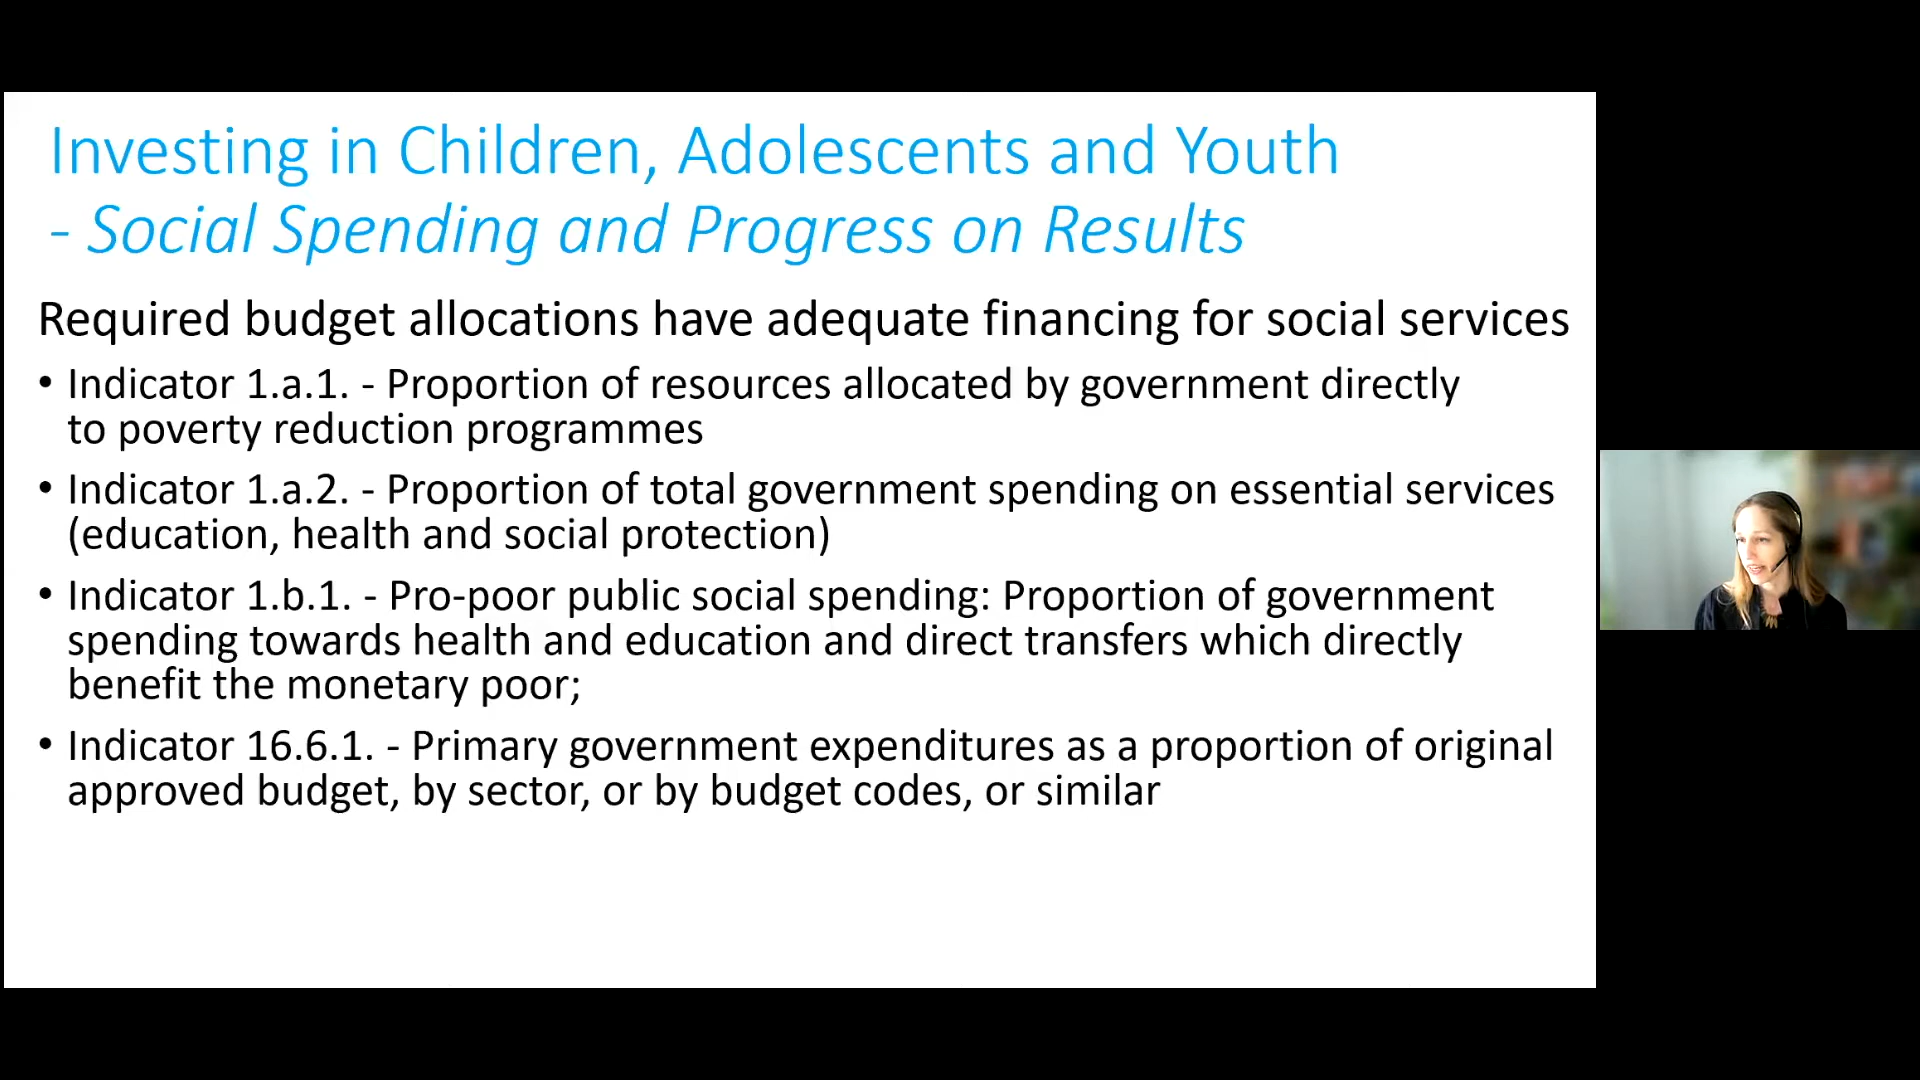 Investing in Children, Adolescents and Youth
- Social Spending and Progress on Results
Required budget allocations have adequate financing for social services
• Indicator 1.a.1. - Proportion of resources allocated by government directly
to poverty reduction programmes
• Indicator 1.a.2. - Proportion of total government spending on essential services
(education, health and social protection)
• Indicator 1.b.1. - Pro-poor public social spending: Proportion of government
spending towards health and education and direct transfers which directly
benefit the monetary poor;
• Indicator 16.6.1. - Primary government expenditures as a proportion of original
approved budget, by sector, or by budget codes, or similar